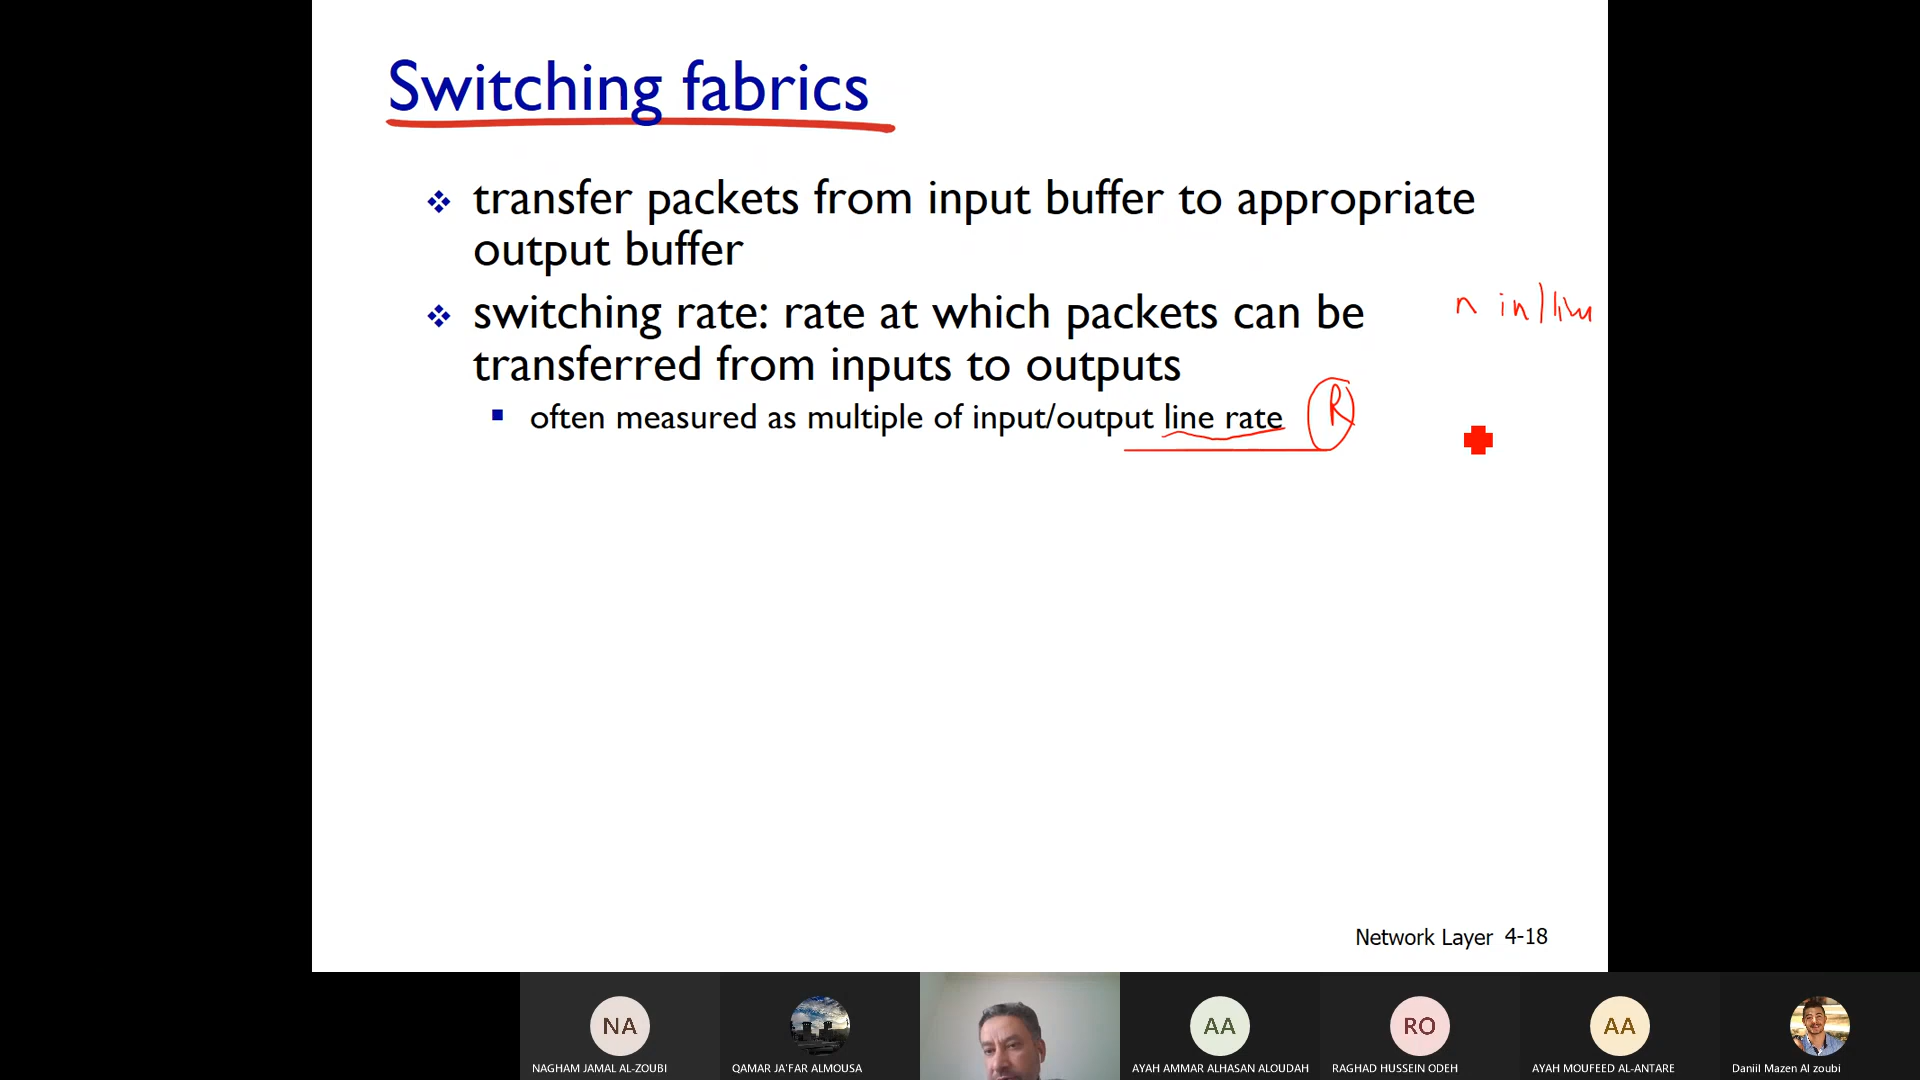 Switching fabrics
❖ transfer packets from input buffer to appropriate
output buffer
❖ switching rate: rate at which packets can be
transferred from inputs to outputs
n in/
▪ often measured as multiple of input/output line rate R
Network Layer 4-18
NA
AA
RO
AA
NAGHAM JAMAL AL-ZOUBI
QAMAR JA'FAR ALMOUSA
AYAH AMMAR ALHASAN ALOUDAH
RAGHAD HUSSEIN ODEH
AYAH MOUFEED AL-ANTARE
Daniil Mazen Al zoubi